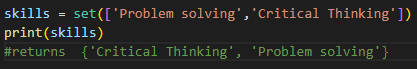 skills = set(['Problem solving','Critical Thinking'])
print(skills)
#returns  {'Critical Thinking', 'Problem solving'}